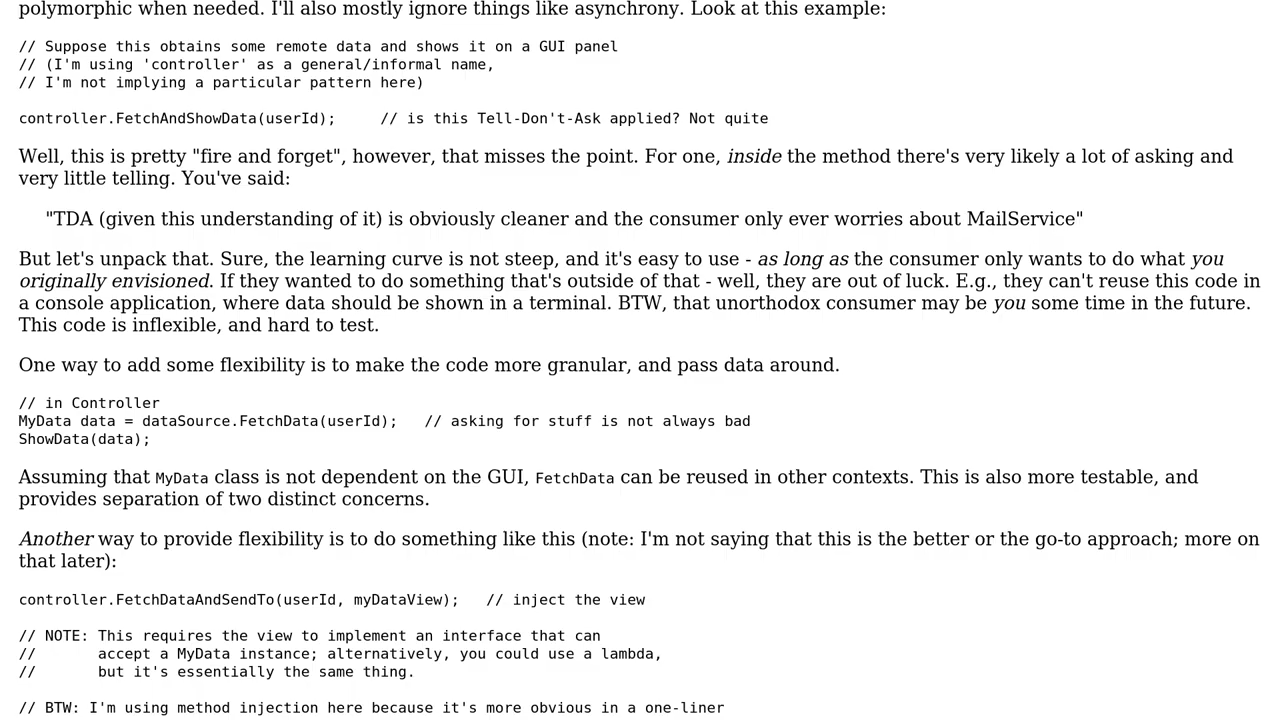 polymorphic when needed. I'll also mostly ignore things like asynchrony. Look at this example:
// Suppose this obtains some remote data and shows it on a GUI panel
// (I'm using 'controller' as a general/informal name,
// I'm not implying a particular pattern here)
controller.FetchAndShowData(userId);     // is this Tell-Don't-Ask applied? Not quite
Well, this is pretty "fire and forget", however, that misses the point. For one, inside the method there's very likely a lot of asking and
very little telling. You've said:
"TDA (given this understanding of it) is obviously cleaner and the consumer only ever worries about MailService"
But let's unpack that. Sure, the learning curve is not steep, and it's easy to use - as long as the consumer only wants to do what you
originally envisioned. If they wanted to do something that's outside of that - well, they are out of luck. E.g., they can't reuse this code in
a console application, where data should be shown in a terminal. BTW, that unorthodox consumer may be you some time in the future.
This code is inflexible, and hard to test.
One way to add some flexibility is to make the code more granular, and pass data around.
// in Controller
MyData data = dataSource.FetchData(userId);   // asking for stuff is not always bad
ShowData(data);
Assuming that MyData class is not dependent on the GUI, FetchData can be reused in other contexts. This is also more testable, and
provides separation of two distinct concerns.
Another way to provide flexibility is to do something like this (note: I'm not saying that this is the better or the go-to approach; more on
that later):
controller.FetchDataAndSendTo(userId, myDataView);   // inject the view
// NOTE: This requires the view to implement an interface that can
//       accept a MyData instance; alternatively, you could use a lambda,
//       but it's essentially the same thing.
// BTW: I'm using method injection here because it's more obvious in a one-liner